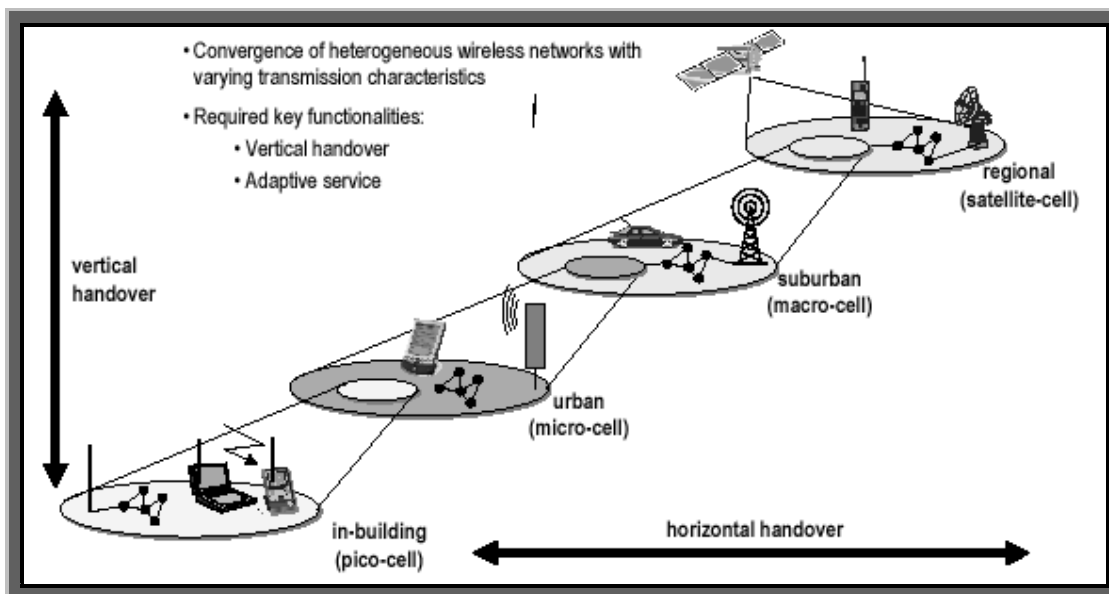 • Convergence of heterogeneous wireless networks with
varying transmission characteristics
• Required key functionalities:
• Vertical handover
• Adaptive service
regional
(satellite-cell)
vertical
handover
suburban
(macro-cell)
urban
(micro-cell)
in-building
(pico-cell)
horizontal handover